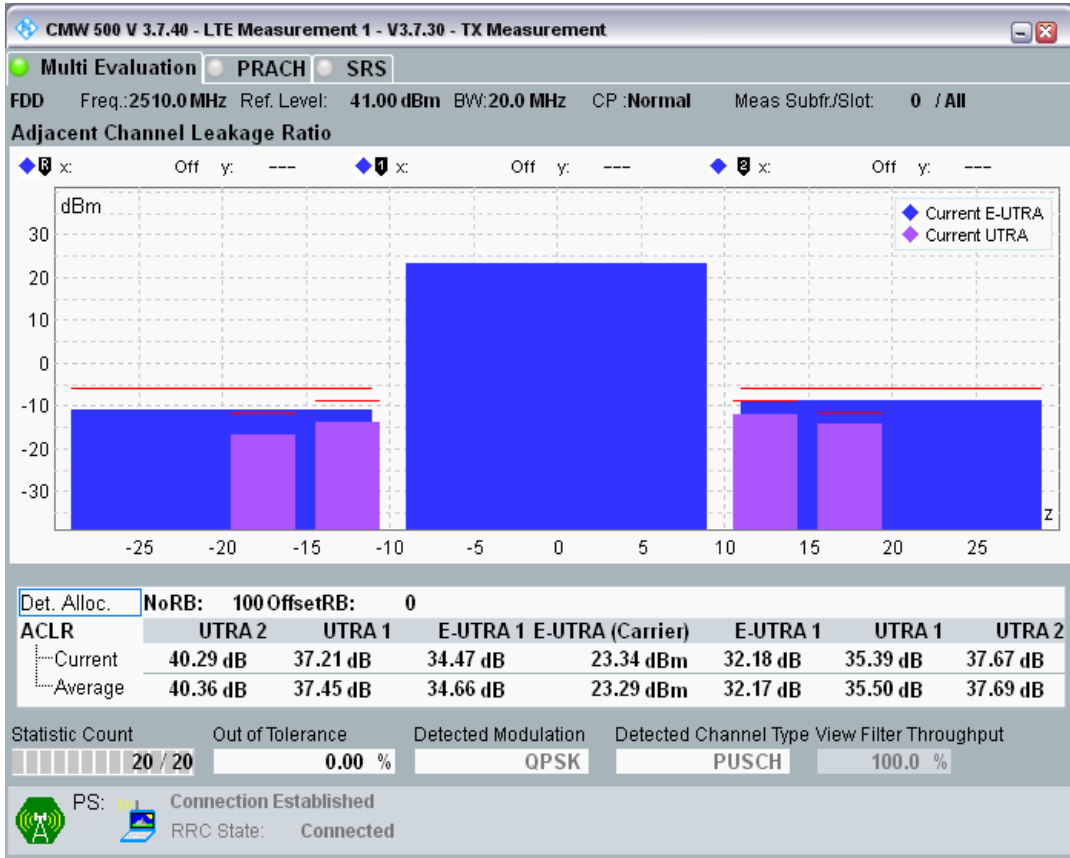 CMW 500 V 3.7.40 - LTE Measurement 1 - V3.7.30 - TX Measurement
Multi Evaluation PRACH SRS
FDD Freq.:2510.0 MHz Ref. Level: 41.00 dBm BW:20.0 MHz CP :Normal Meas Subfr./Slot: 0 / All
Adjacent Channel Leakage Ratio
R x: Off y: --- 1 x: Off y: --- 2 x: Off y: ---
dBm
Current E-UTRA
Current UTRA
30
20
10
0
-10
-20
-30
z
-25 -20 -15 -10 -5 0 5 10 15 20 25
Det. Alloc. NoRB: 100 OffsetRB: 0
ACLR UTRA 2 UTRA 1 E-UTRA 1 E-UTRA (Carrier) E-UTRA 1 UTRA 1 UTRA 2
Current 40.29 dB 37.21 dB 34.47 dB 23.34 dBm 32.18 dB 35.39 dB 37.67 dB
Average 40.36 dB 37.45 dB 34.66 dB 23.29 dBm 32.17 dB 35.50 dB 37.69 dB
Statistic Count Out of Tolerance Detected Modulation Detected Channel Type View Filter Throughput
20 / 20 0.00 % QPSK PUSCH 100.0 %
PS: Connection Established
RRC State: Connected